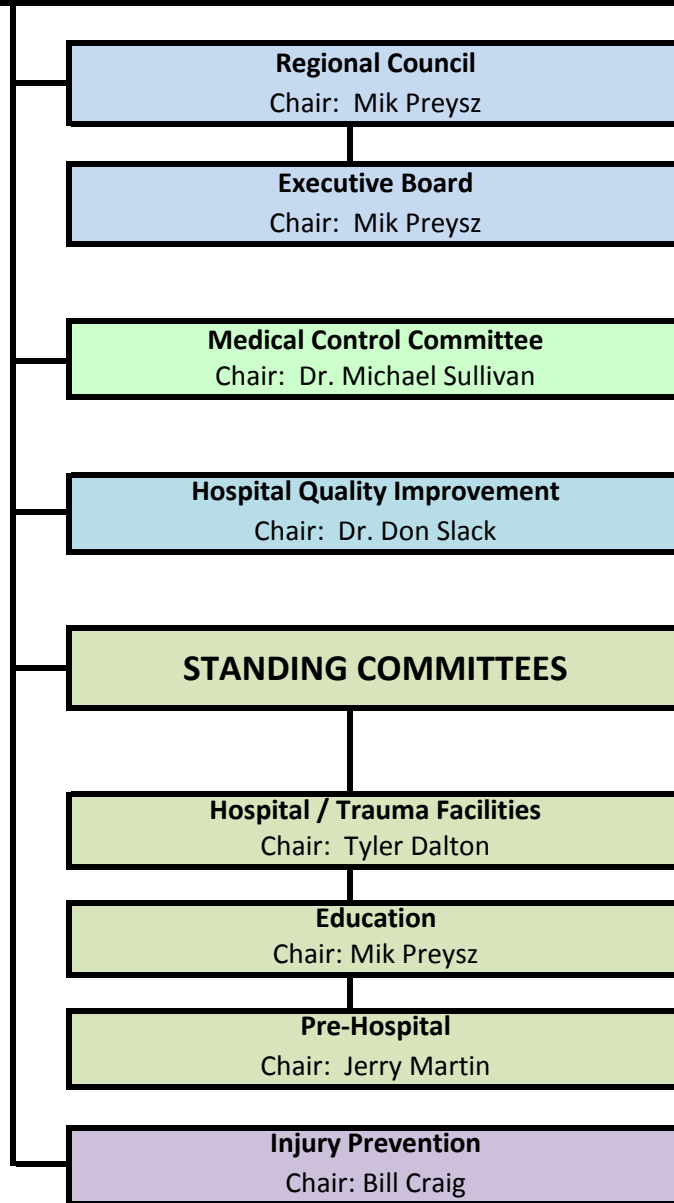 Regional Council
Chair:  Mik Preysz
Executive Board
Chair:  Mik Preysz
Medical Control Committee
Chair:  Dr. Michael Sullivan
Hospital Quality Improvement
Chair:  Dr. Don Slack
STANDING COMMITTEES
Hospital / Trauma Facilities
Chair:  Tyler Dalton
Education
Chair: Mik Preysz
Pre-Hospital
Chair:  Jerry Martin
Injury Prevention
Chair: Bill Craig